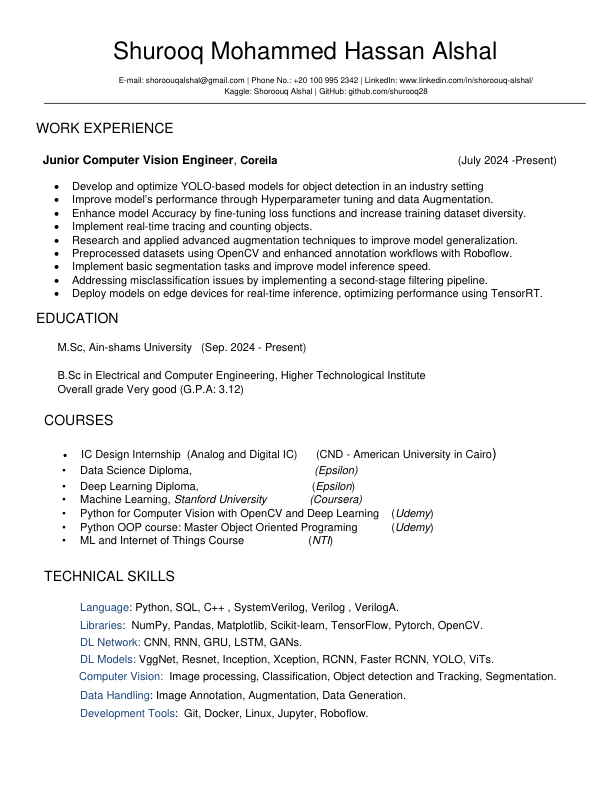 Shurooq Mohammed Hassan Alshal
E-mail: shoroouqalshal@gmail.com | Phone No.: +20 100 995 2342 | LinkedIn: www.linkedin.com/in/shoroouq-alshal/
Kaggle: Shoroouq Alshal | GitHub: github.com/shurooq28
WORK EXPERIENCE
Junior Computer Vision Engineer, Coreila (July 2024 -Present)
• Develop and optimize YOLO-based models for object detection in an industry setting
• Improve model's performance through Hyperparameter tuning and data Augmentation.
• Enhance model Accuracy by fine-tuning loss functions and increase training dataset diversity.
• Implement real-time tracing and counting objects.
• Research and applied advanced augmentation techniques to improve model generalization.
• Preprocessed datasets using OpenCV and enhanced annotation workflows with Roboflow.
• Implement basic segmentation tasks and improve model inference speed.
• Addressing misclassification issues by implementing a second-stage filtering pipeline.
• Deploy models on edge devices for real-time inference, optimizing performance using TensorRT.
EDUCATION
M.Sc, Ain-shams University (Sep. 2024 - Present)
B.Sc in Electrical and Computer Engineering, Higher Technological Institute
Overall grade Very good (G.P.A: 3.12)
COURSES
• IC Design Internship (Analog and Digital IC) (CND - American University in Cairo)
• Data Science Diploma, (Epsilon)
• Deep Learning Diploma, (Epsilon)
• Machine Learning, Stanford University (Coursera)
• Python for Computer Vision with OpenCV and Deep Learning (Udemy)
• Python OOP course: Master Object Oriented Programing (Udemy)
• ML and Internet of Things Course (NTI)
TECHNICAL SKILLS
Language: Python, SQL, C++ , SystemVerilog, Verilog , VerilogA.
Libraries: NumPy, Pandas, Matplotlib, Scikit-learn, TensorFlow, Pytorch, OpenCV.
DL Network: CNN, RNN, GRU, LSTM, GANs.
DL Models: VggNet, Resnet, Inception, Xception, RCNN, Faster RCNN, YOLO, ViTs.
Computer Vision: Image processing, Classification, Object detection and Tracking, Segmentation.
Data Handling: Image Annotation, Augmentation, Data Generation.
Development Tools: Git, Docker, Linux, Jupyter, Roboflow.